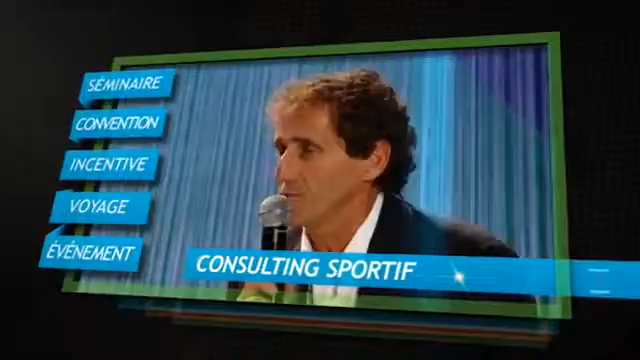 SÉMINAIRE
CONVENTION
INCENTIVE
VOYAGE
ÉVÉNEMENT
CONSULTING SPORTIF